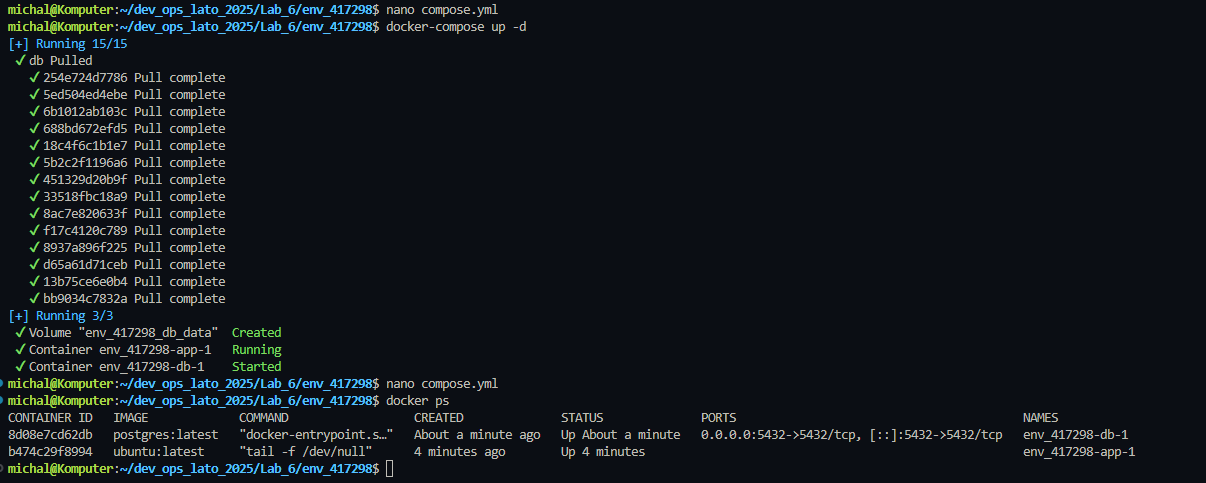 michal@Komputer:~/dev_ops_lato_2025/Lab_6/env_417298$ nano compose.yml
michal@Komputer:~/dev_ops_lato_2025/Lab_6/env_417298$ docker-compose up -d
[+] Running 15/15
✔ db Pulled
✔ 254e724d7786 Pull complete
✔ 5ed504ed4ebe Pull complete
✔ 6b1012ab103c Pull complete
✔ 688bd672efd5 Pull complete
✔ 18c4f6c1b1e7 Pull complete
✔ 5b2c2f1196a6 Pull complete
✔ 451329d20b9f Pull complete
✔ 33518fbc18a9 Pull complete
✔ 8ac7e820633f Pull complete
✔ f17c4120c789 Pull complete
✔ 8937a896f225 Pull complete
✔ d65a61d71ceb Pull complete
✔ 13b75ce6e0b4 Pull complete
✔ bb9034c7832a Pull complete
[+] Running 3/3
✔ Volume "env_417298_db_data" Created
✔ Container env_417298-app-1 Running
✔ Container env_417298-db-1 Started
michal@Komputer:~/dev_ops_lato_2025/Lab_6/env_417298$ nano compose.yml
michal@Komputer:~/dev_ops_lato_2025/Lab_6/env_417298$ docker ps
CONTAINER ID IMAGE COMMAND CREATED STATUS PORTS NAMES
8d08e7cd62db postgres:latest "docker-entrypoint.s…" About a minute ago Up About a minute 0.0.0.0:5432->5432/tcp, [::]:5432->5432/tcp env_417298-db-1
b474c29f8994 ubuntu:latest "tail -f /dev/null" 4 minutes ago Up 4 minutes env_417298-app-1
michal@Komputer:~/dev_ops_lato_2025/Lab_6/env_417298$